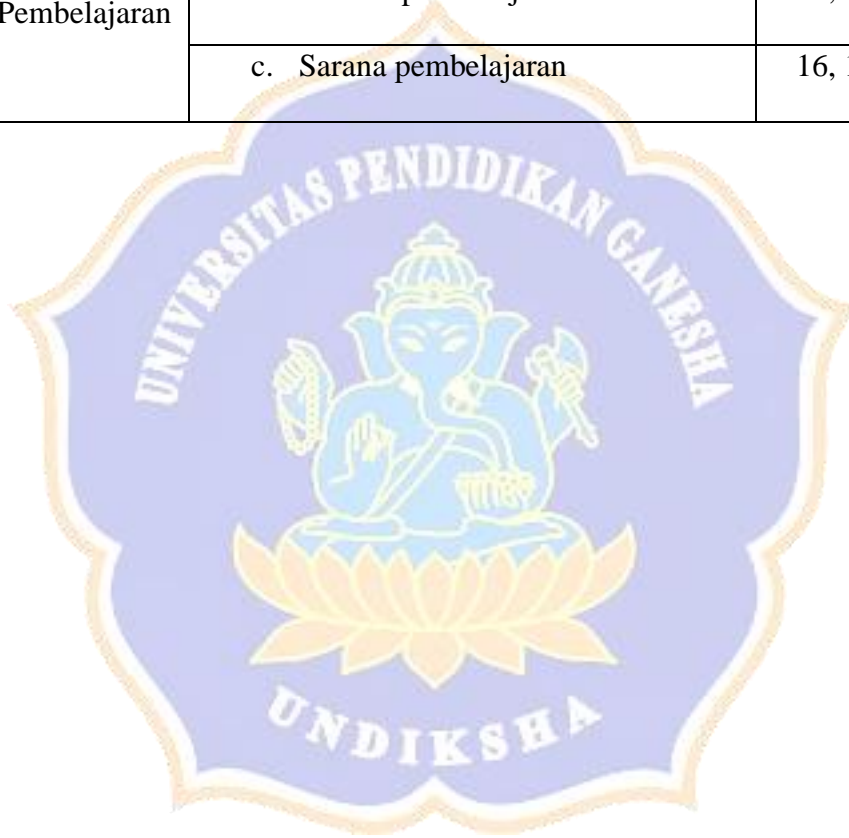 Pembelajaran
c. Sarana pembelajaran
16,
UNIVERSITAS PENDIDIKAN GANESHA
UNDIKSHA